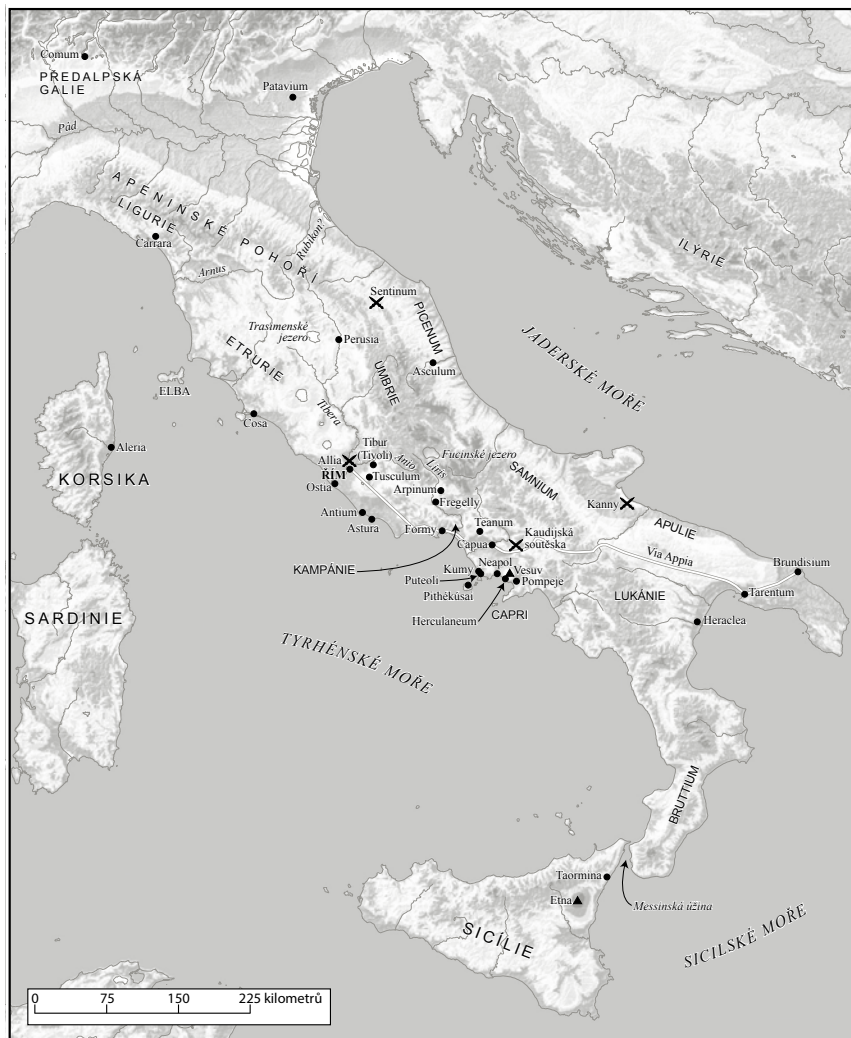 Comum
PŘEDALPSKÁ
GALIE
Patavium
Pád
APENINSKÉ POHOŘÍ
LIGURIE
Carrara
Rubikon?
Arnus
ILÝRIE
Sentinum
PICENUM
Trasimenské
jezero
Perusia
JADERSKÉ MOŘE
ETRURIE
UMBRIE
Asculum
ELBA
Tibera
Cosa
Aleria
KORSIKA
Tibur
(Tivoli)
Allia
Anio
Liris
Fucinské jezero
ŘÍM
Tusculum
SAMNIUM
Ostia
Arpinum
Fregelly
Kanny
Antium
Astura
Formy
Teanum
APULIE
Capua
Kaudijská
soutěska
Via Appia
KAMPÁNIE
Kumy
Neapol
Vesuv
Brundisium
Puteoli
Pompeje
Pithékúsai
LUKÁNIE
Tarentum
CAPRI
Herculaneum
Heraclea
SARDINIE
TYRHÉNSKÉ MOŘE
BRUTTIUM
Taormina
Etna
Messinská úžina
SICÍLIE
SICILSKÉ MOŘE
0 75 150 225 kilometrů